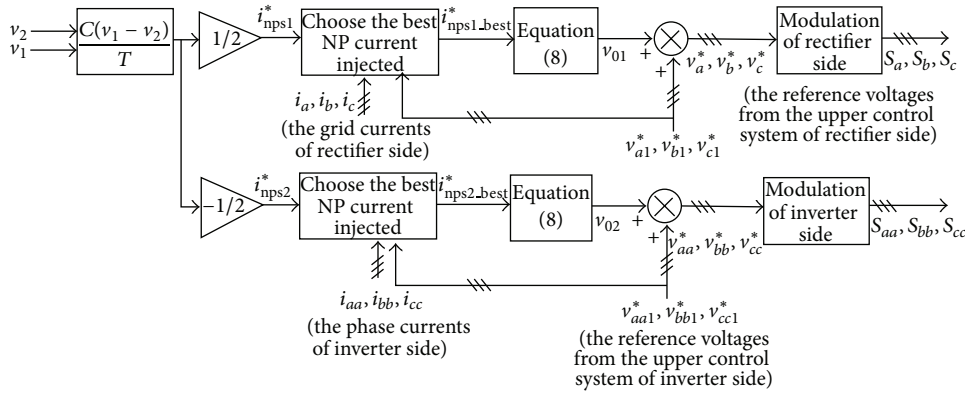 v₂
v₁
C(v₁ − v₂)
T
1/2
i*nps1
Choose the best
NP current
injected
i*nps1_best
Equation
(8)
v₀₁
+
+
v*a, v*b, v*c
Modulation
of rectifier
side
Sa, Sb, Sc
ia, ib, ic
(the grid currents
of rectifier side)
v*a1, v*b1, v*c1
(the reference voltages
from the upper control
system of rectifier side)
−1/2
i*nps2
Choose the best
NP current
injected
i*nps2_best
Equation
(8)
v₀₂
+
+
v*aa, v*bb, v*cc
Modulation
of inverter
side
Saa, Sbb, Scc
iaa, ibb, icc
(the phase currents
of inverter side)
v*aa1, v*bb1, v*cc1
(the reference voltages
from the upper control
system of inverter side)